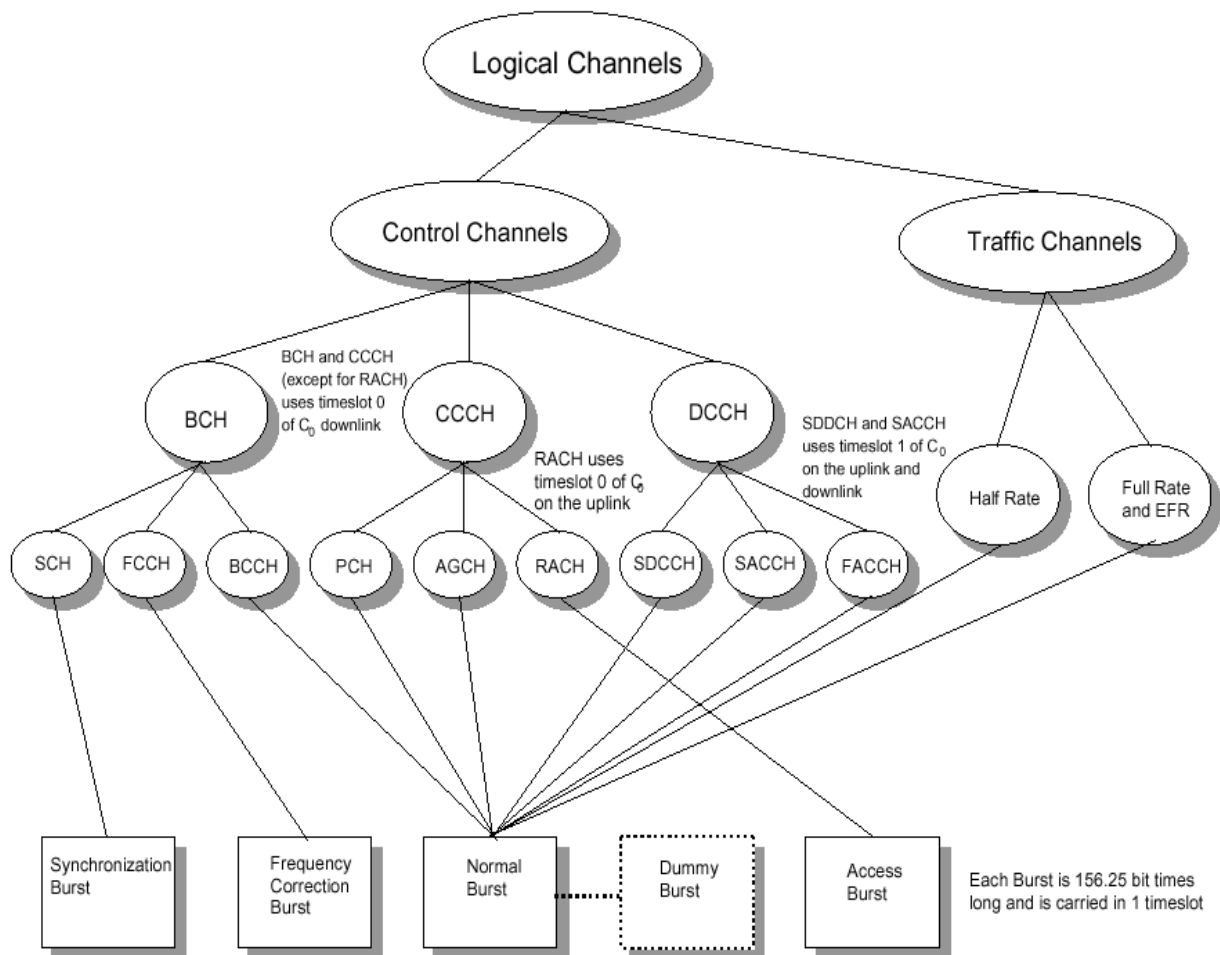 Logical Channels
Control Channels
Traffic Channels
BCH and CCCH
(except for RACH)
uses timeslot 0
of C0 downlink
BCH
CCCH
DCCH
SDDCH and SACCH
uses timeslot 1 of C0
on the uplink and
downlink
RACH uses
timeslot 0 of C0
on the uplink
Half Rate
Full Rate
and EFR
SCH
FCCH
BCCH
PCH
AGCH
RACH
SDCCH
SACCH
FACCH
Synchronization
Burst
Frequency
Correction
Burst
Normal
Burst
Dummy
Burst
Access
Burst
Each Burst is 156.25 bit times
long and is carried in 1 timeslot